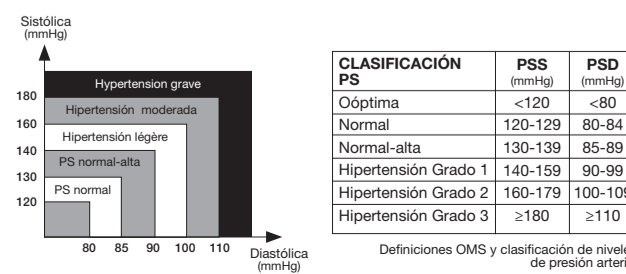 Sistólica
(mmHg)
Hypertension grave
180
Hipertensión moderada
160
Hipertensión légère
140
PS normal-alta
130
PS normal
120
80 85 90 100 110
Diastólica
(mmHg)
CLASIFICACIÓN PS PSS (mmHg) PSD (mmHg)
Oóptima <120 <80
Normal 120-129 80-84
Normal-alta 130-139 85-89
Hipertensión Grado 1 140-159 90-99
Hipertensión Grado 2 160-179 100-109
Hipertensión Grado 3 ≥180 ≥110
Definiciones OMS y clasificación de nivele
de presión arteri